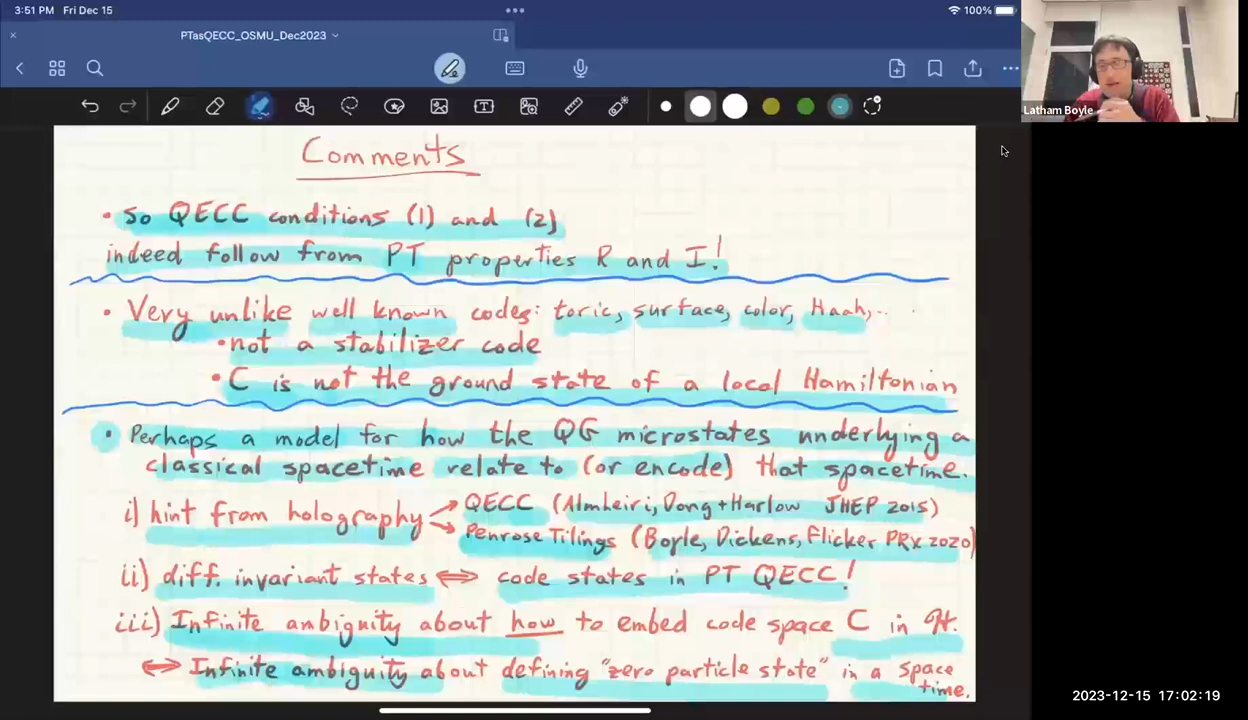 3:51 PM Fri Dec 15
100%
PTasQECC_OSMU_Dec2023
Latham Boyle
Comments
• So QECC conditions (1) and (2)
indeed follow from PT properties R and I!
• Very unlike well known codes: toric, surface, color, Haah,...
• not a stabilizer code
• C is not the ground state of a local Hamiltonian
• Perhaps a model for how the QG microstates underlying a
classical spacetime relate to (or encode) that spacetime.
i) hint from holography → QECC (Almheiri, Dong + Harlow JHEP 2015)
→ Penrose Tilings (Boyle, Dickens, Flicker PRX 2020)
ii) diff. invariant states ⟺ code states in PT QECC!
iii) Infinite ambiguity about how to embed code space C in H.
⟺ Infinite ambiguity about defining "zero particle state" in a space
time.
2023-12-15 17:02:19